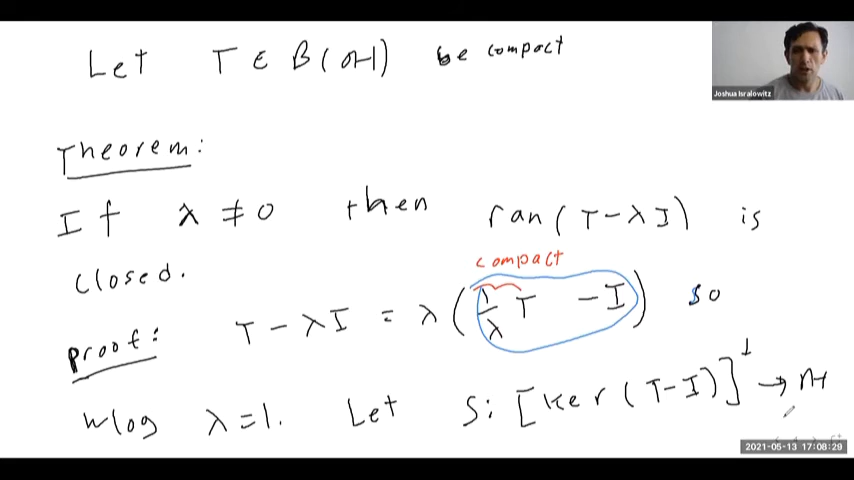 Let T ∈ B(H) be compact
Joshua Isralowitz
Theorem:
If λ ≠ 0 then ran(T - λI) is
closed.
compact
Proof: T - λI = λ(1/λ T - I) so
wlog λ = 1. Let S: [Ker(T-I)]^⊥ → H
2021-05-13 17:08:29